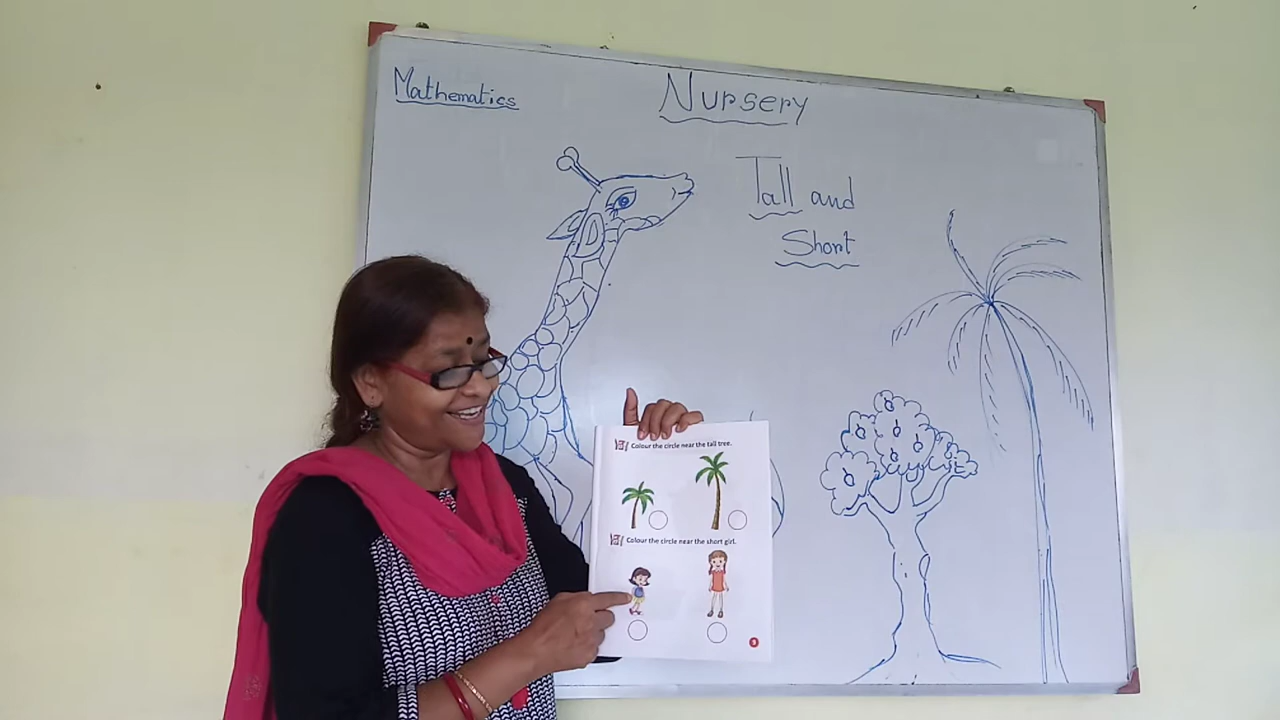 Mathematics
Nursery
Tall and
Short
Colour the circle near the tall tree.
Colour the circle near the short girl.